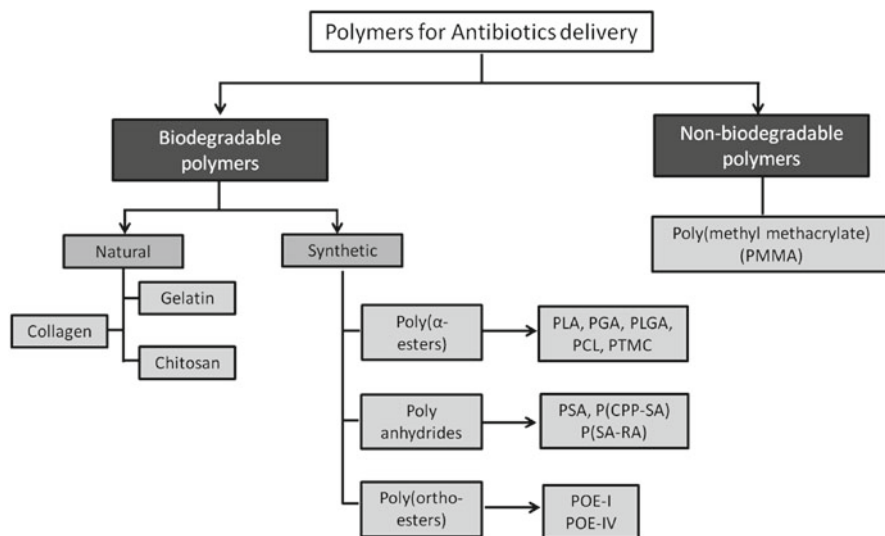 Polymers for Antibiotics delivery
Biodegradable
polymers
Non-biodegradable
polymers
Poly(methyl methacrylate)
(PMMA)
Natural
Synthetic
Gelatin
Collagen
Chitosan
Poly(α-
esters)
PLA, PGA, PLGA,
PCL, PTMC
Poly
anhydrides
PSA, P(CPP-SA)
P(SA-RA)
Poly(ortho-
esters)
POE-I
POE-IV